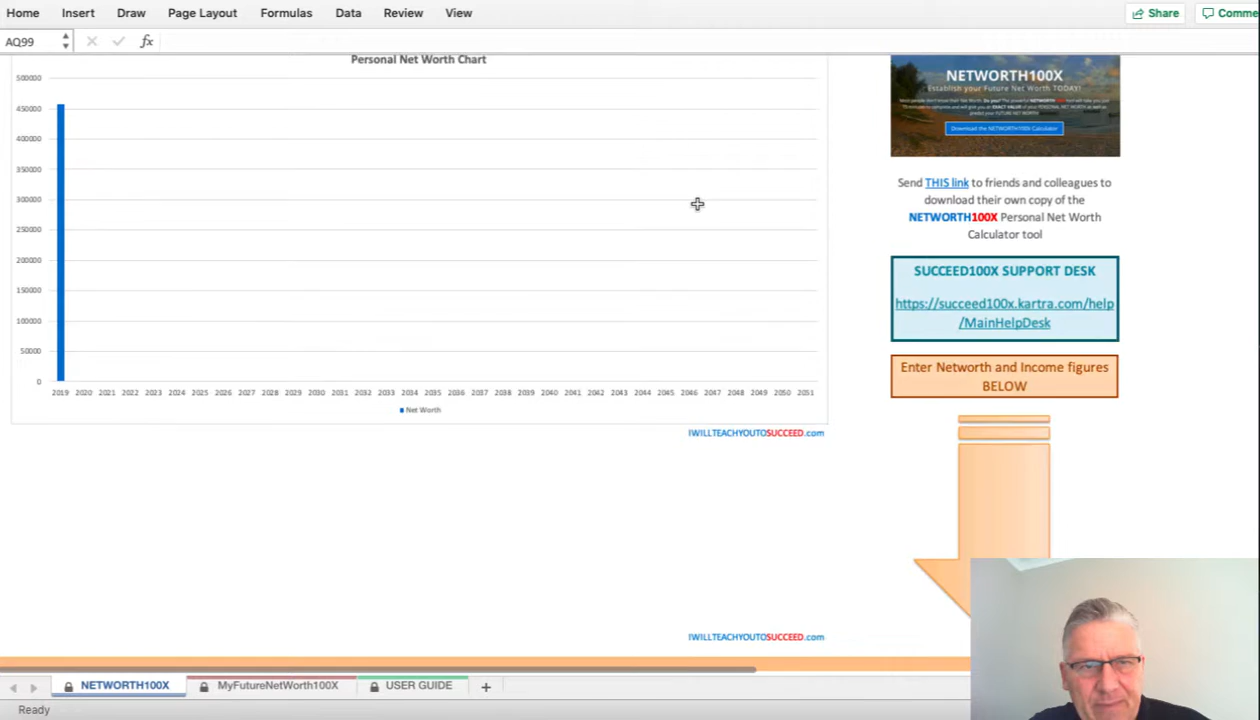 Home Insert Draw Page Layout Formulas Data Review View Share Comme
AQ99 fx
Personal Net Worth Chart
500000
450000
400000
350000
300000
250000
200000
150000
100000
50000
0
2019 2020 2021 2022 2023 2024 2025 2026 2027 2028 2029 2030 2031 2032 2033 2034 2035 2036 2037 2038 2039 2040 2041 2042 2043 2044 2045 2046 2047 2048 2049 2050 2051
Net Worth
IWILLTEACHYOUTOSUCCEED.com
NETWORTH100X
Establish your Future Net Worth TODAY!
Download the NETWORTH100X Calculator
Send THIS link to friends and colleagues to
download their own copy of the
NETWORTH100X Personal Net Worth
Calculator tool
SUCCEED100X SUPPORT DESK
https://succeed100x.kartra.com/help
/MainHelpDesk
Enter Networth and Income figures
BELOW
IWILLTEACHYOUTOSUCCEED.com
NETWORTH100X MyFutureNetWorth100X USER GUIDE +
Ready